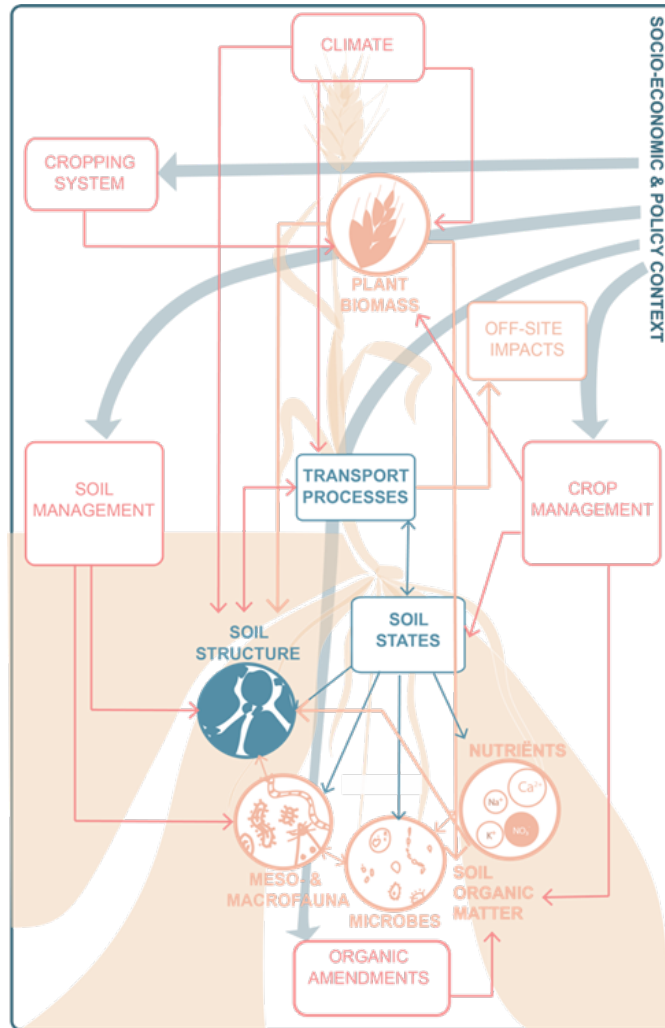 CLIMATE
SOCIO-ECONOMIC & POLICY CONTEXT
CROPPING
SYSTEM
PLANT
BIOMASS
OFF-SITE
IMPACTS
SOIL
MANAGEMENT
TRANSPORT
PROCESSES
CROP
MANAGEMENT
SOIL
STRUCTURE
SOIL
STATES
NUTRIËNTS
Ca²⁺
Na⁺
K⁺
NO₃
MESO- &
MACROFAUNA
MICROBES
SOIL
ORGANIC
MATTER
ORGANIC
AMENDMENTS